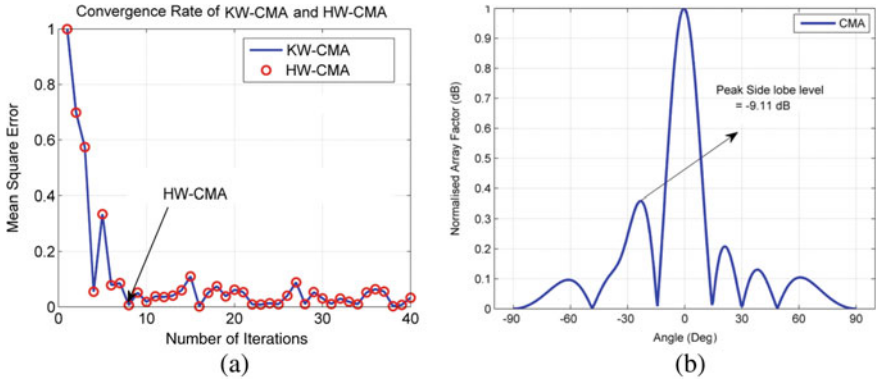 Convergence Rate of KW-CMA and HW-CMA
1
0.8
0.6
0.4
0.2
0
Mean Square Error
KW-CMA
HW-CMA
HW-CMA
0 10 20 30 40
Number of Iterations
(a)
1
0.9
0.8
0.7
0.6
0.5
0.4
0.3
0.2
0.1
0
Normalised Array Factor (dB)
CMA
Peak Side lobe level
= -9.11 dB
-90 -60 -30 0 30 60 90
Angle (Deg)
(b)